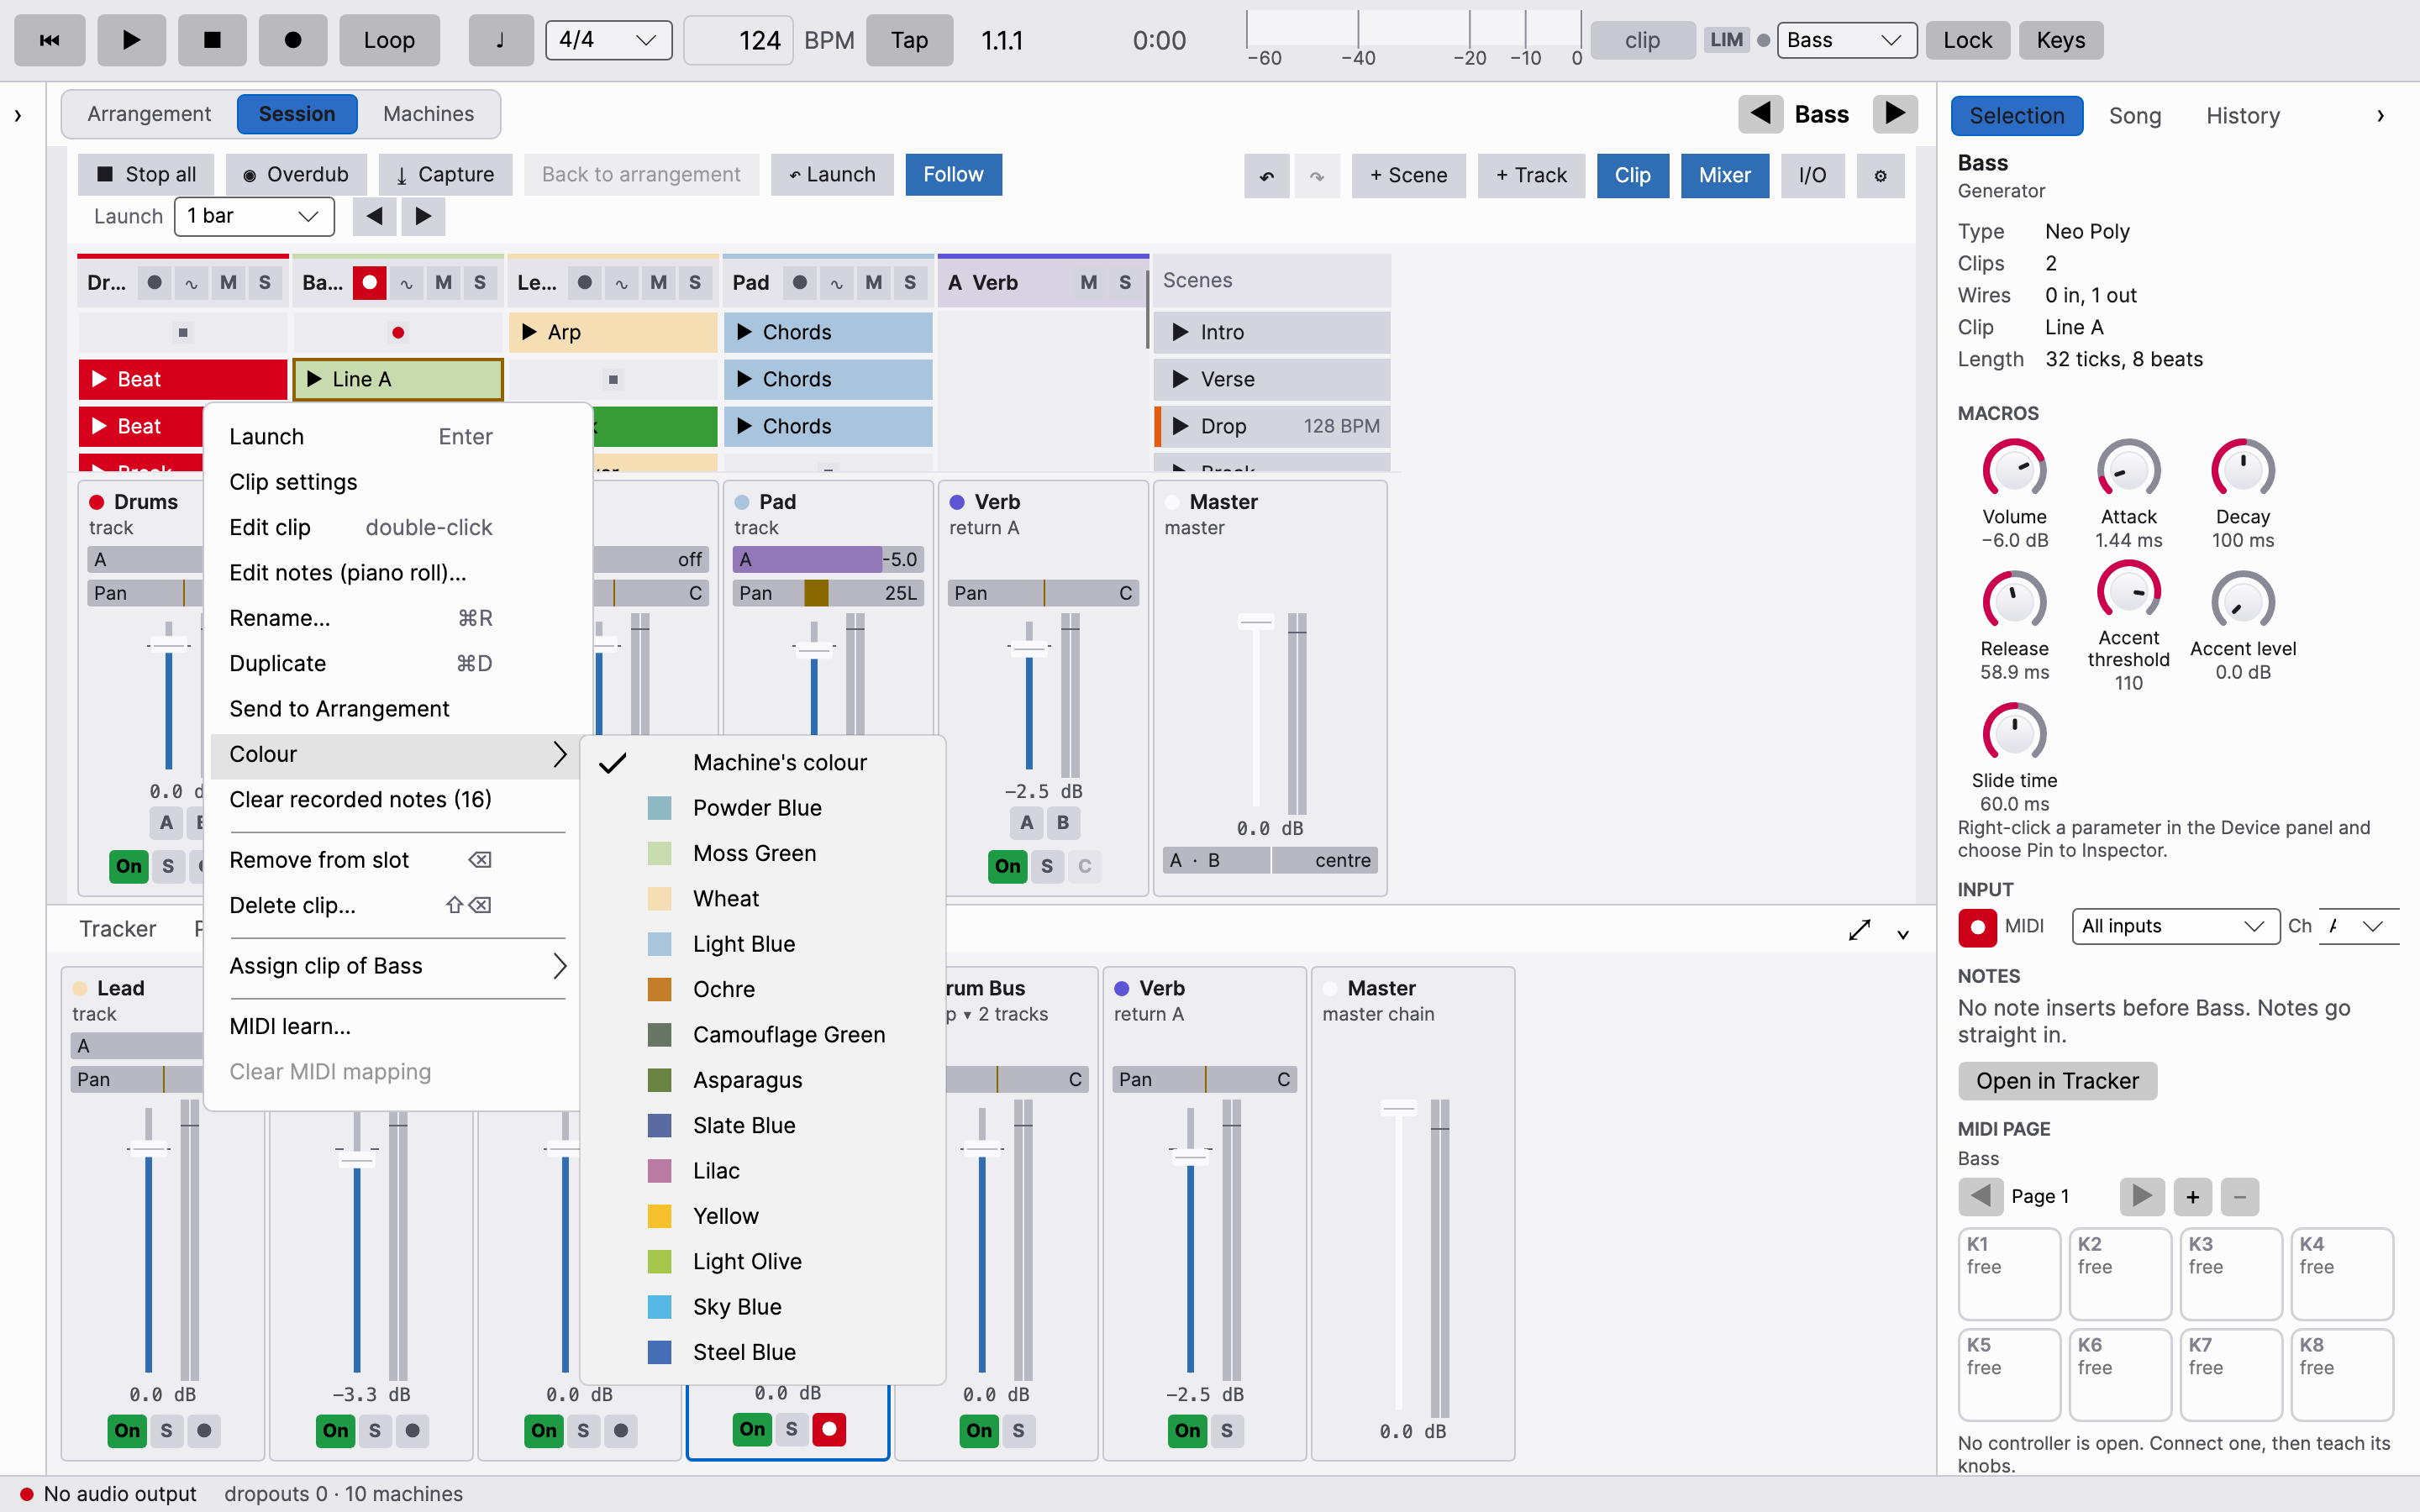 Loop
4/4
124 BPM
Tap
1.1.1
0:00
−60 −40 −20 −10 0
clip
LIM
Bass
Lock
Keys
Arrangement
Session
Machines
Bass
Stop all
Overdub
Capture
Back to arrangement
Launch
Follow
+ Scene
+ Track
Clip
Mixer
I/O
Launch
1 bar
Dr... M S
Ba... M S
Le... M S
Pad M S
A Verb M S
Scenes
Arp
Chords
Intro
Beat
Line A
Chords
Verse
Beat
Chords
Drop 128 BPM
Break
Break
Launch Enter
Clip settings
Edit clip double-click
Edit notes (piano roll)...
Rename... ⌘R
Duplicate ⌘D
Send to Arrangement
Colour
Clear recorded notes (16)
Remove from slot ⌫
Delete clip... ⇧⌫
Assign clip of Bass
MIDI learn...
Clear MIDI mapping
Machine's colour
Powder Blue
Moss Green
Wheat
Light Blue
Ochre
Camouflage Green
Asparagus
Slate Blue
Lilac
Yellow
Light Olive
Sky Blue
Steel Blue
Drums
track
A
Pan
0.0
A
On S
off
C
Pad
track
A -5.0
Pan 25L
Verb
return A
Pan C
−2.5 dB
A B
On S C
Master
master
0.0 dB
A · B centre
Tracker
Lead
track
A
Pan
0.0 dB
On S
−3.3 dB
On S
0.0 dB
On S
0.0 dB
On S
rum Bus
p ▾ 2 tracks
C
0.0 dB
On S
Verb
return A
Pan C
−2.5 dB
On S
Master
master chain
0.0 dB
Selection
Song
History
Bass
Generator
Type Neo Poly
Clips 2
Wires 0 in, 1 out
Clip Line A
Length 32 ticks, 8 beats
MACROS
Volume
−6.0 dB
Attack
1.44 ms
Decay
100 ms
Release
58.9 ms
Accent
threshold
110
Accent level
0.0 dB
Slide time
60.0 ms
Right-click a parameter in the Device panel and
choose Pin to Inspector.
INPUT
MIDI
All inputs
Ch
NOTES
No note inserts before Bass. Notes go
straight in.
Open in Tracker
MIDI PAGE
Bass
Page 1
+ −
K1
free
K2
free
K3
free
K4
free
K5
free
K6
free
K7
free
K8
free
No controller is open. Connect one, then teach its
knobs.
No audio output
dropouts 0 · 10 machines